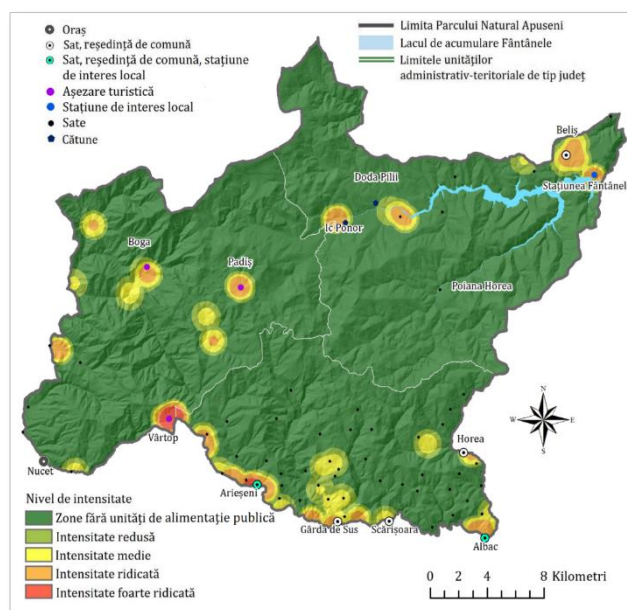 Oraș
Sat, reședință de comună
Sat, reședință de comună, stațiune
de interes local
Așezare turistică
Stațiune de interes local
Sate
Cătune
Limita Parcului Natural Apuseni
Lacul de acumulare Fântânele
Limitele unităților
administrativ-teritoriale de tip județ
Beliș
Stațiunea Fântânel
Doda Pilii
Ic Ponor
Boga
Padiș
Poiana Horea
Vârtop
Nucet
Arieșeni
Gârda de Sus
Scărișoara
Horea
Albac
N
W
E
S
Nivel de intensitate
Zone fără unități de alimentație publică
Intensitate redusă
Intensitate medie
Intensitate ridicată
Intensitate foarte ridicată
0 4 8 Kilometri